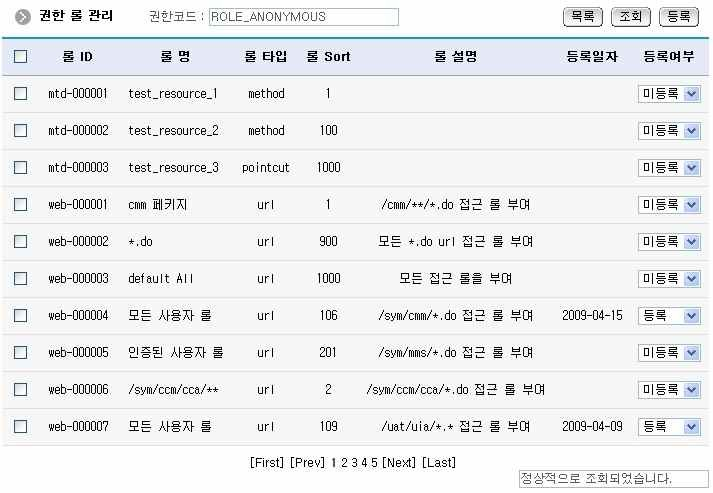 권한 롤 관리 권한코드 : ROLE_ANONYMOUS 목록 조회 등록
롤 ID 롤 명 롤 타입 롤 Sort 롤 설명 등록일자 등록여부
mtd-000001 test_resource_1 method 1 미등록
mtd-000002 test_resource_2 method 100 미등록
mtd-000003 test_resource_3 pointcut 1000 미등록
web-000001 cmm 페키지 url 1 /cmm/**/*.do 접근 롤 부여 미등록
web-000002 *.do url 900 모든 *.do url 접근 롤 부여 미등록
web-000003 default All url 1000 모든 접근 롤을 부여 미등록
web-000004 모든 사용자 롤 url 106 /sym/cmm/*.do 접근 롤 부여 2009-04-15 등록
web-000005 인증된 사용자 롤 url 201 /sym/mms/*.do 접근 롤 부여 미등록
web-000006 /sym/ccm/cca/** url 2 /sym/ccm/cca/*.do 접근 롤 부여 미등록
web-000007 모든 사용자 롤 url 109 /uat/uia/*.* 접근 롤 부여 2009-04-09 등록
[First] [Prev] 1 2 3 4 5 [Next] [Last]
정상적으로 조회되었습니다.